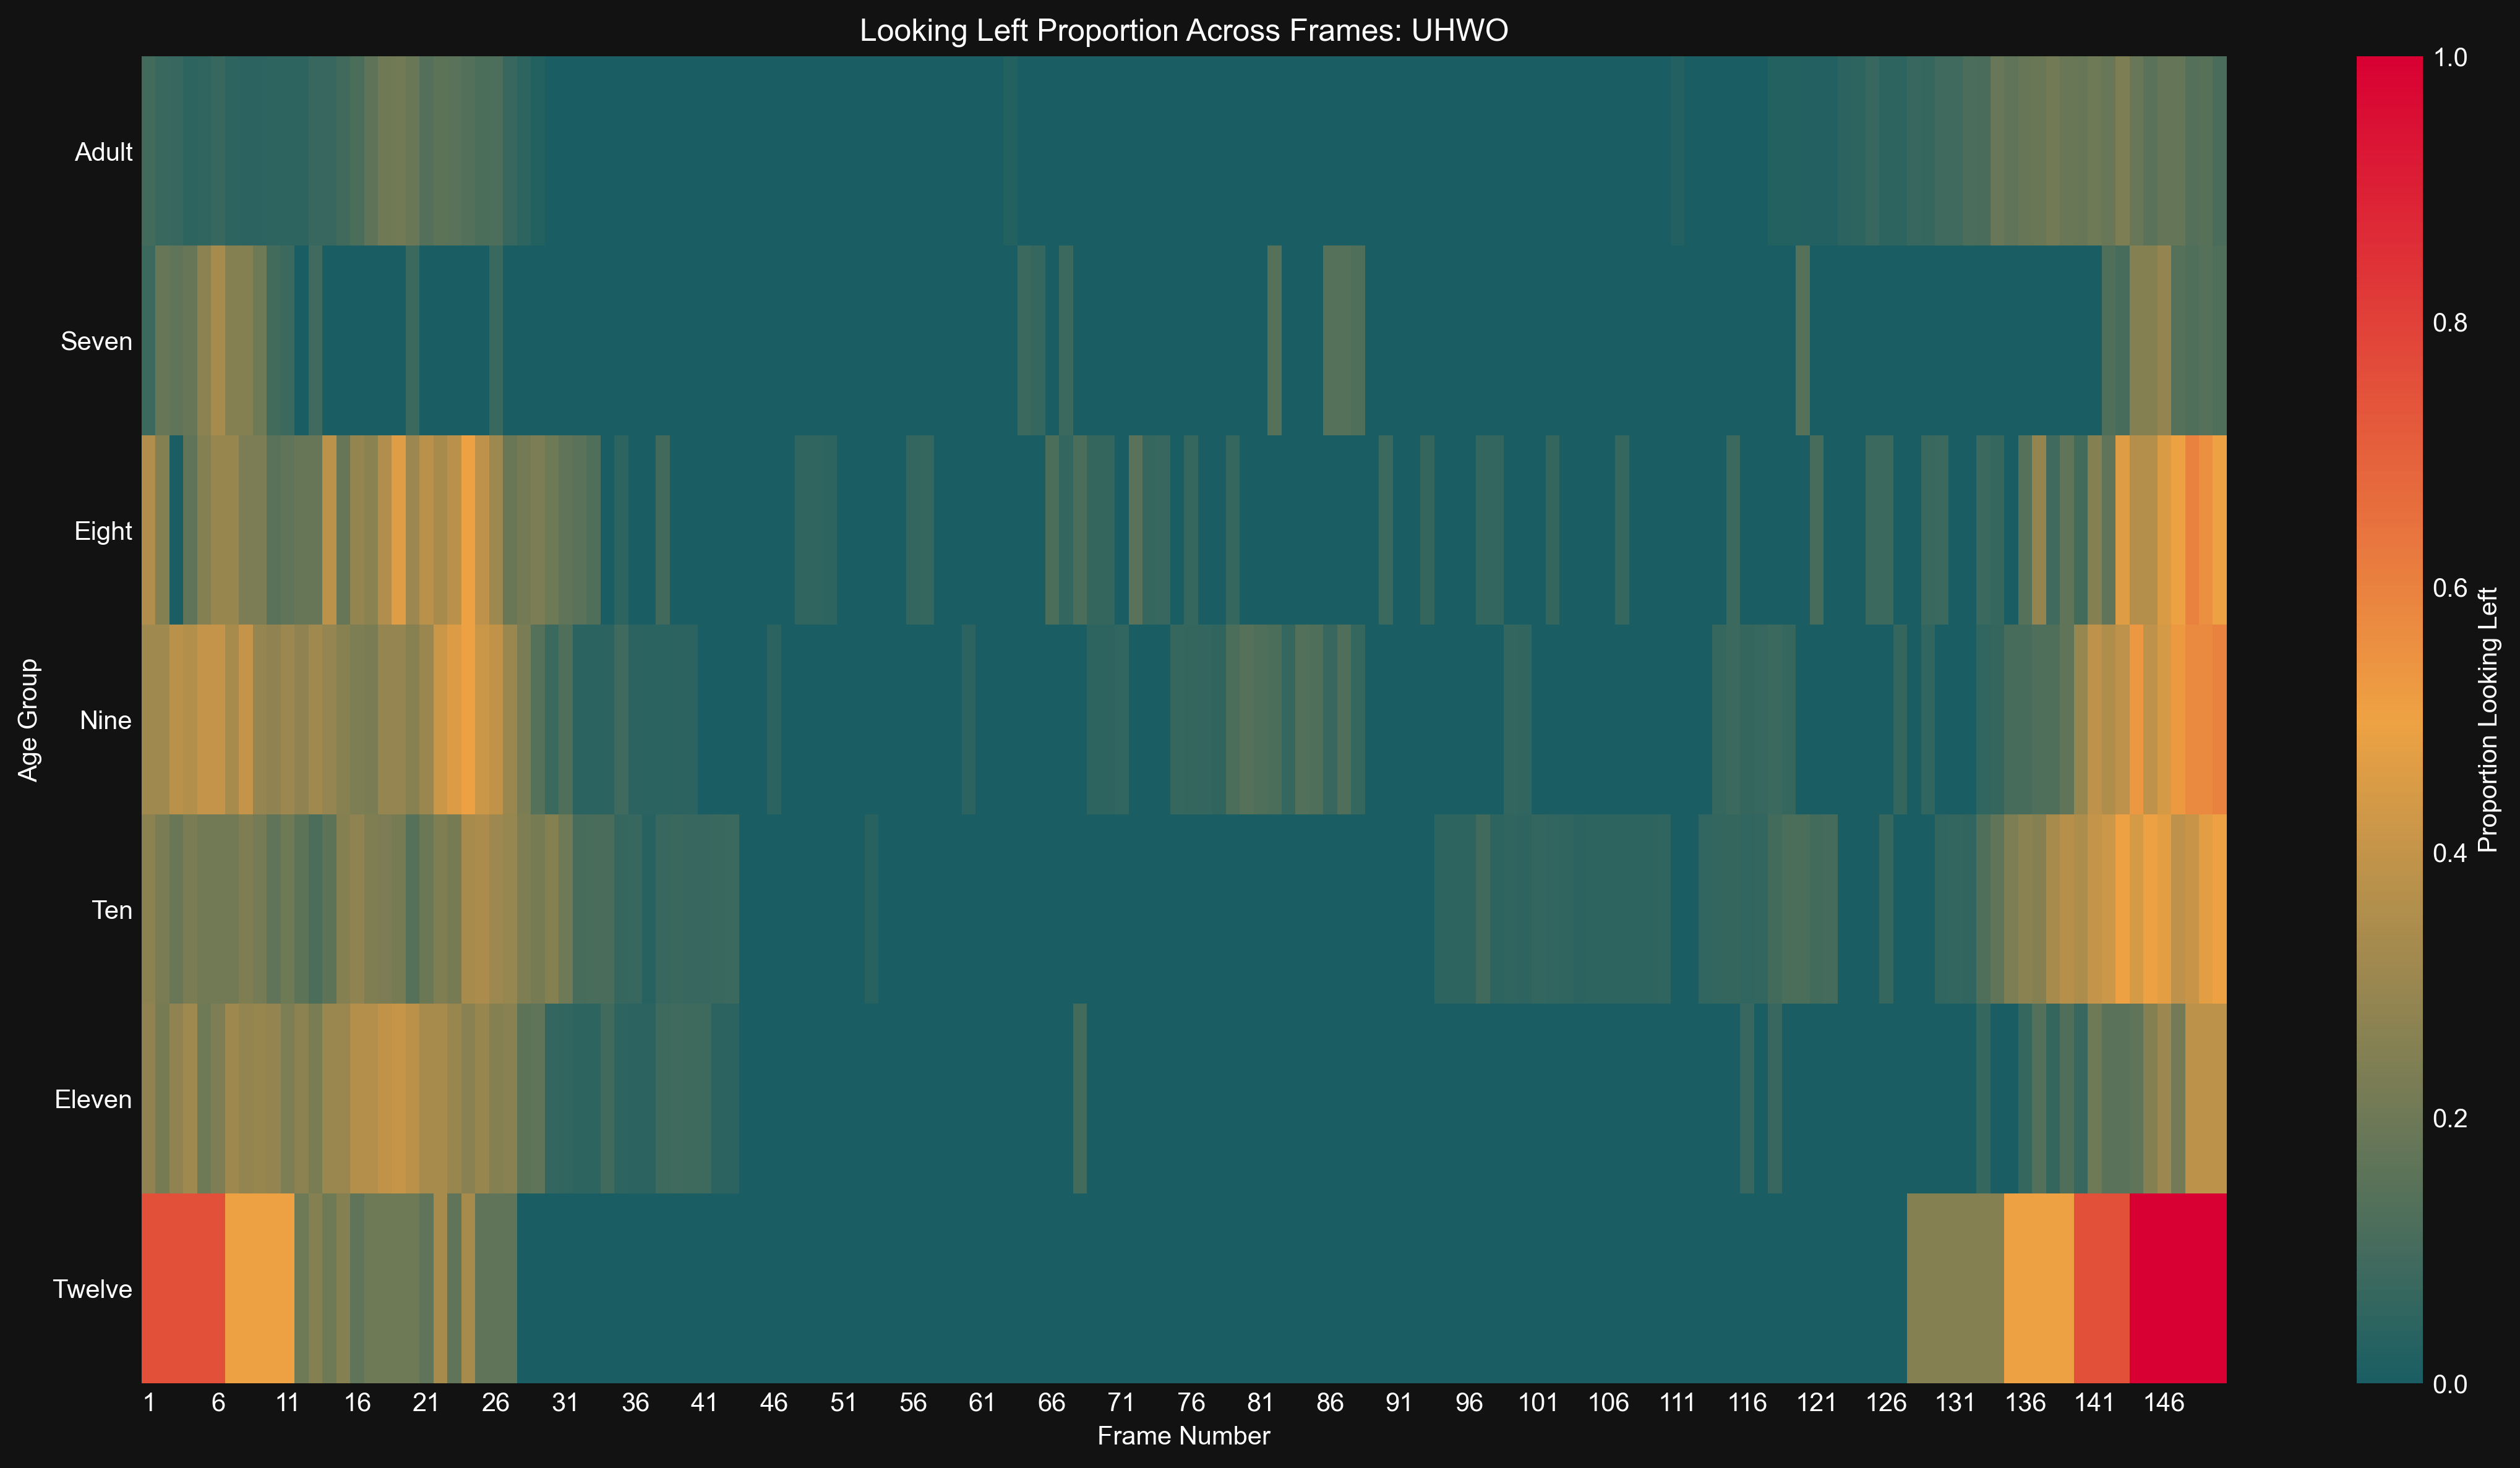 Looking Left Proportion Across Frames: UHWO
Age Group
Adult
Seven
Eight
Nine
Ten
Eleven
Twelve
1 6 11 16 21 26 31 36 41 46 51 56 61 66 71 76 81 86 91 96 101 106 111 116 121 126 131 136 141 146
Frame Number
1.0
0.8
0.6
0.4
0.2
0.0
Proportion Looking Left